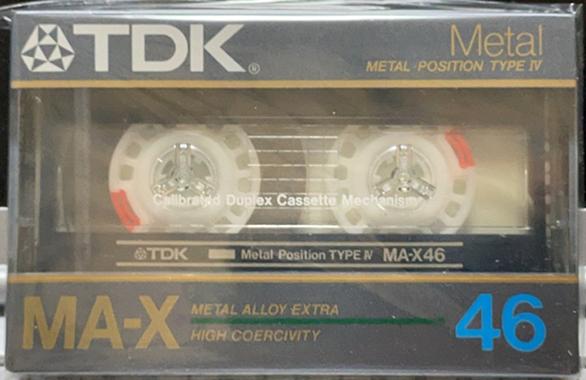 TDK®
Metal
METAL POSITION TYPE IV
Calibrated Duplex Cassette Mechanism
TDK Metal Position TYPE IV MA-X46
MA-X METAL ALLOY EXTRA
HIGH COERCIVITY
46